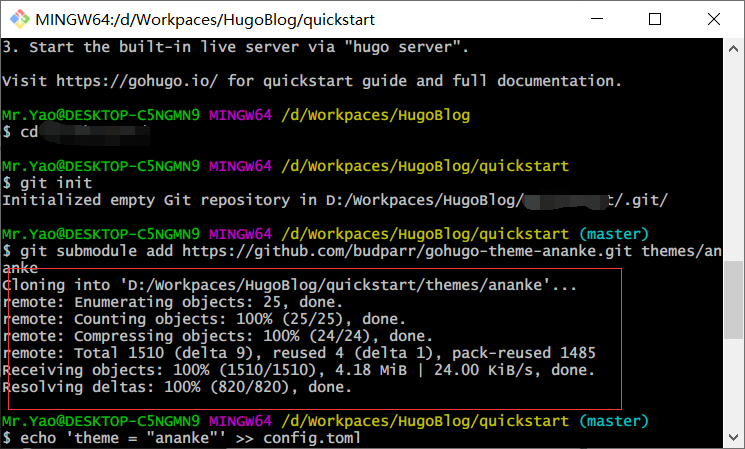 MINGW64:/d/Workpaces/HugoBlog/quickstart
3. Start the built-in live server via "hugo server".
Visit https://gohugo.io/ for quickstart guide and full documentation.
Mr.Yao@DESKTOP-C5NGMN9 MINGW64 /d/Workpaces/HugoBlog
$ cd
Mr.Yao@DESKTOP-C5NGMN9 MINGW64 /d/Workpaces/HugoBlog/quickstart
$ git init
Initialized empty Git repository in D:/Workpaces/HugoBlog/ t/.git/
Mr.Yao@DESKTOP-C5NGMN9 MINGW64 /d/Workpaces/HugoBlog/quickstart (master)
$ git submodule add https://github.com/budparr/gohugo-theme-ananke.git themes/an
anke
Cloning into 'D:/Workpaces/HugoBlog/quickstart/themes/ananke'...
remote: Enumerating objects: 25, done.
remote: Counting objects: 100% (25/25), done.
remote: Compressing objects: 100% (24/24), done.
remote: Total 1510 (delta 9), reused 4 (delta 1), pack-reused 1485
Receiving objects: 100% (1510/1510), 4.18 MiB | 24.00 KiB/s, done.
Resolving deltas: 100% (820/820), done.
Mr.Yao@DESKTOP-C5NGMN9 MINGW64 /d/Workpaces/HugoBlog/quickstart (master)
$ echo 'theme = "ananke"' >> config.toml